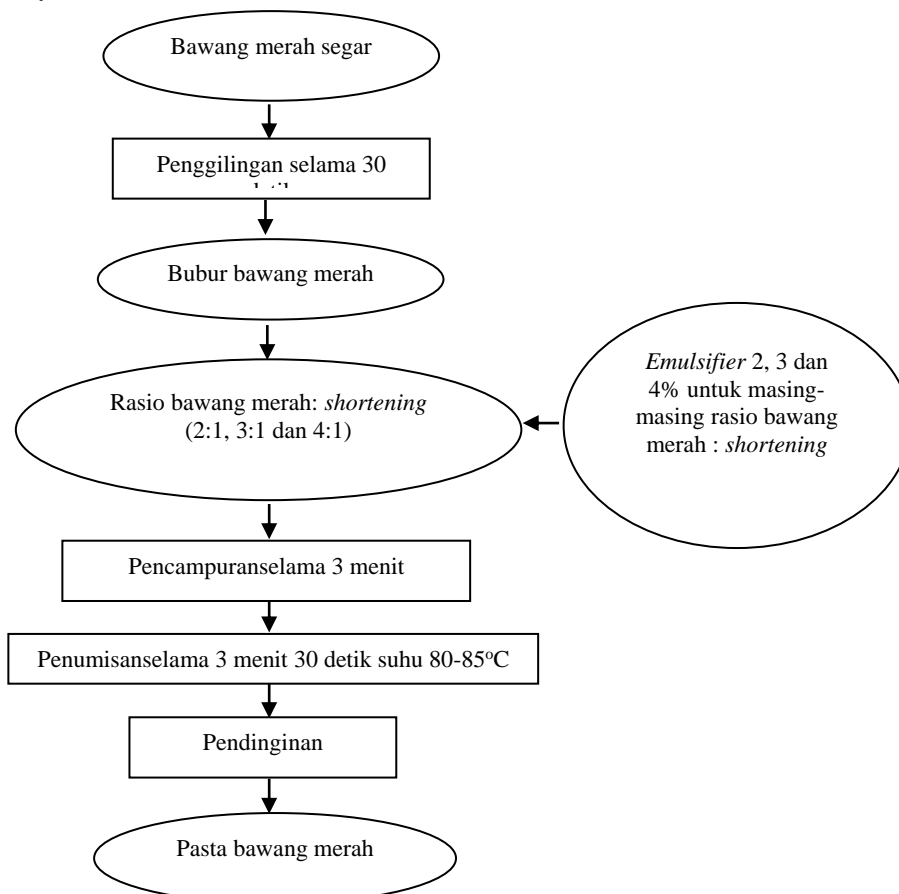 Bawang merah segar
Penggilingan selama 30
Bubur bawang merah
Rasio bawang merah: shortening
(2:1, 3:1 dan 4:1)
Emulsifier 2, 3 dan
4% untuk masing-
masing rasio bawang
merah : shortening
Pencampuranselama 3 menit
Penumisanselama 3 menit 30 detik suhu 80-85°C
Pendinginan
Pasta bawang merah